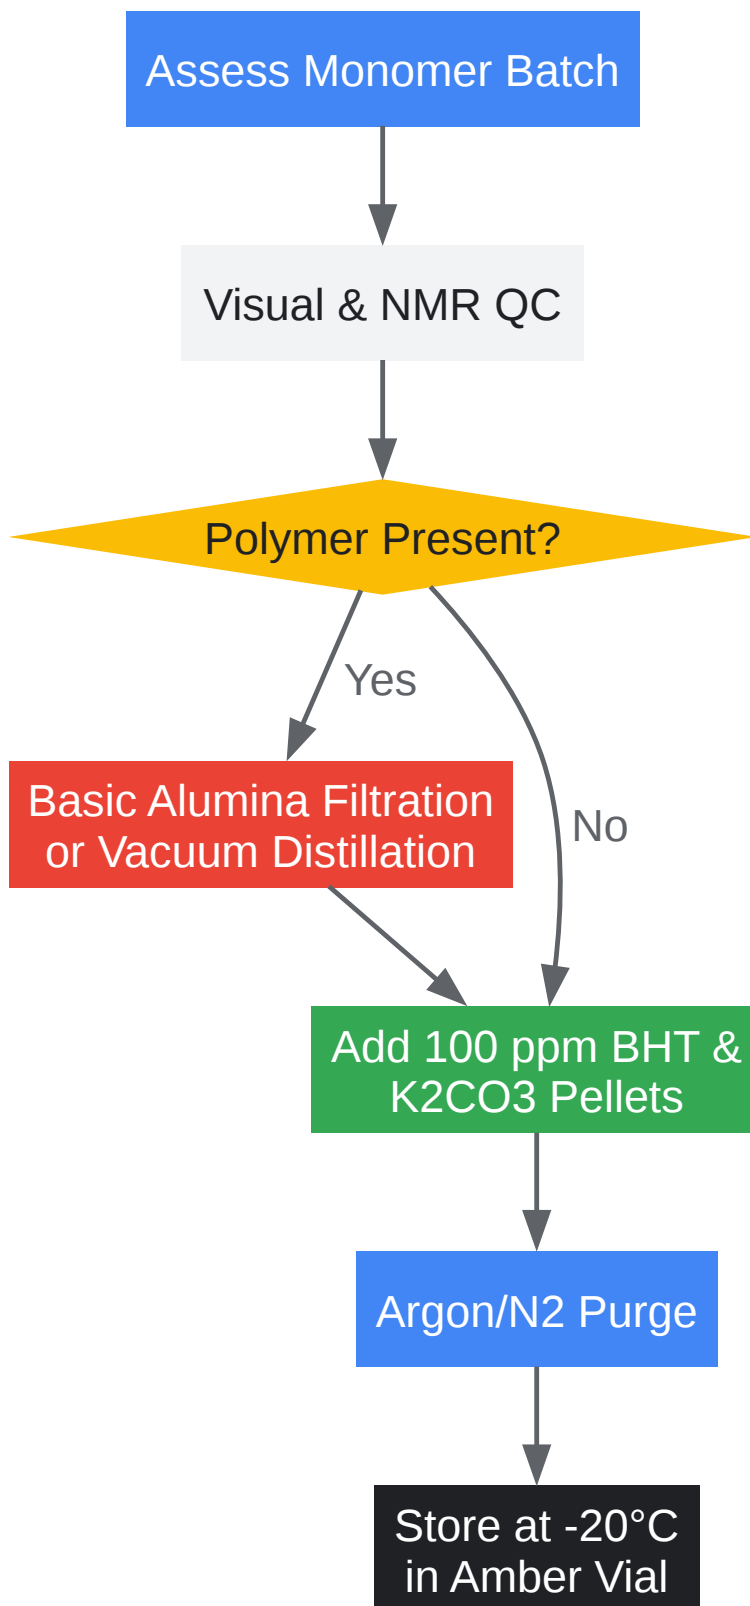 Assess Monomer Batch
Visual & NMR QC
Polymer Present?
Yes
Basic Alumina Filtration
or Vacuum Distillation
No
Add 100 ppm BHT &
K2CO3 Pellets
Argon/N2 Purge
Store at -20°C
in Amber Vial